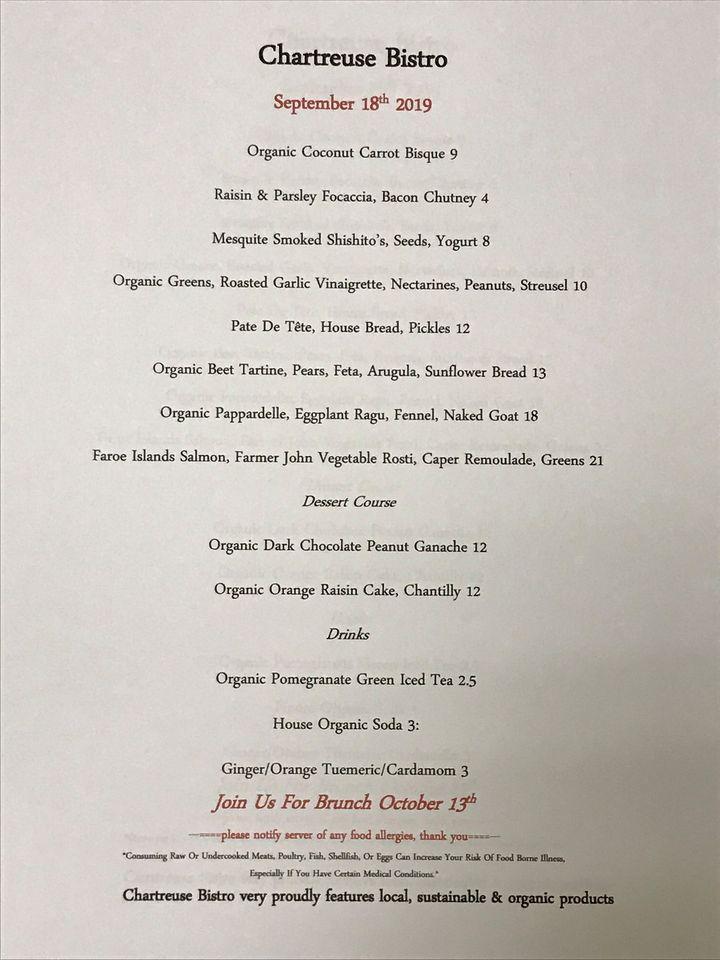 Chartreuse Bistro
September 18th 2019
Organic Coconut Carrot Bisque 9
Raisin & Parsley Focaccia, Bacon Chutney 4
Mesquite Smoked Shishito's, Seeds, Yogurt 8
Organic Greens, Roasted Garlic Vinaigrette, Nectarines, Peanuts, Streusel 10
Pate De Tête, House Bread, Pickles 12
Organic Beet Tartine, Pears, Feta, Arugula, Sunflower Bread 13
Organic Pappardelle, Eggplant Ragu, Fennel, Naked Goat 18
Faroe Islands Salmon, Farmer John Vegetable Rosti, Caper Remoulade, Greens 21
Dessert Course
Organic Dark Chocolate Peanut Ganache 12
Organic Orange Raisin Cake, Chantilly 12
Drinks
Organic Pomegranate Green Iced Tea 2.5
House Organic Soda 3:
Ginger/Orange Tuemeric/Cardamom 3
Join Us For Brunch October 13th
—====please notify server of any food allergies, thank you====—
*Consuming Raw Or Undercooked Meats, Poultry, Fish, Shellfish, Or Eggs Can Increase Your Risk Of Food Borne Illness,
Especially If You Have Certain Medical Conditions.*
Chartreuse Bistro very proudly features local, sustainable & organic products